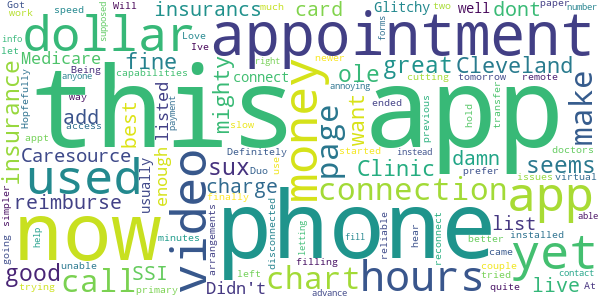 Got work dollar appointment dont Glitchy two
Will speed insurancs card well forms paper
info let Medicare fine number
Hopfefully Being Love much
anyone Ive great Cleveland supposed
capabilities connect right newer
way access this app cutting tomorrow remote
add best listed mighty ole annoying
insurance payment money page want ended make
appt slow damn previous hold transfer
Caresource enough Clinic seems
used usually sux Definitely Duo started instead doctors
reimburse charge use prefer issues virtual
simpler video connection app able
now phone list installed
going minutes finally reliable better came couple
help SSI arrangements disconnected letting fill hear reconnect tried yet
unable Didn't filling quite
good call left chart hours live contact
trying primary advance At